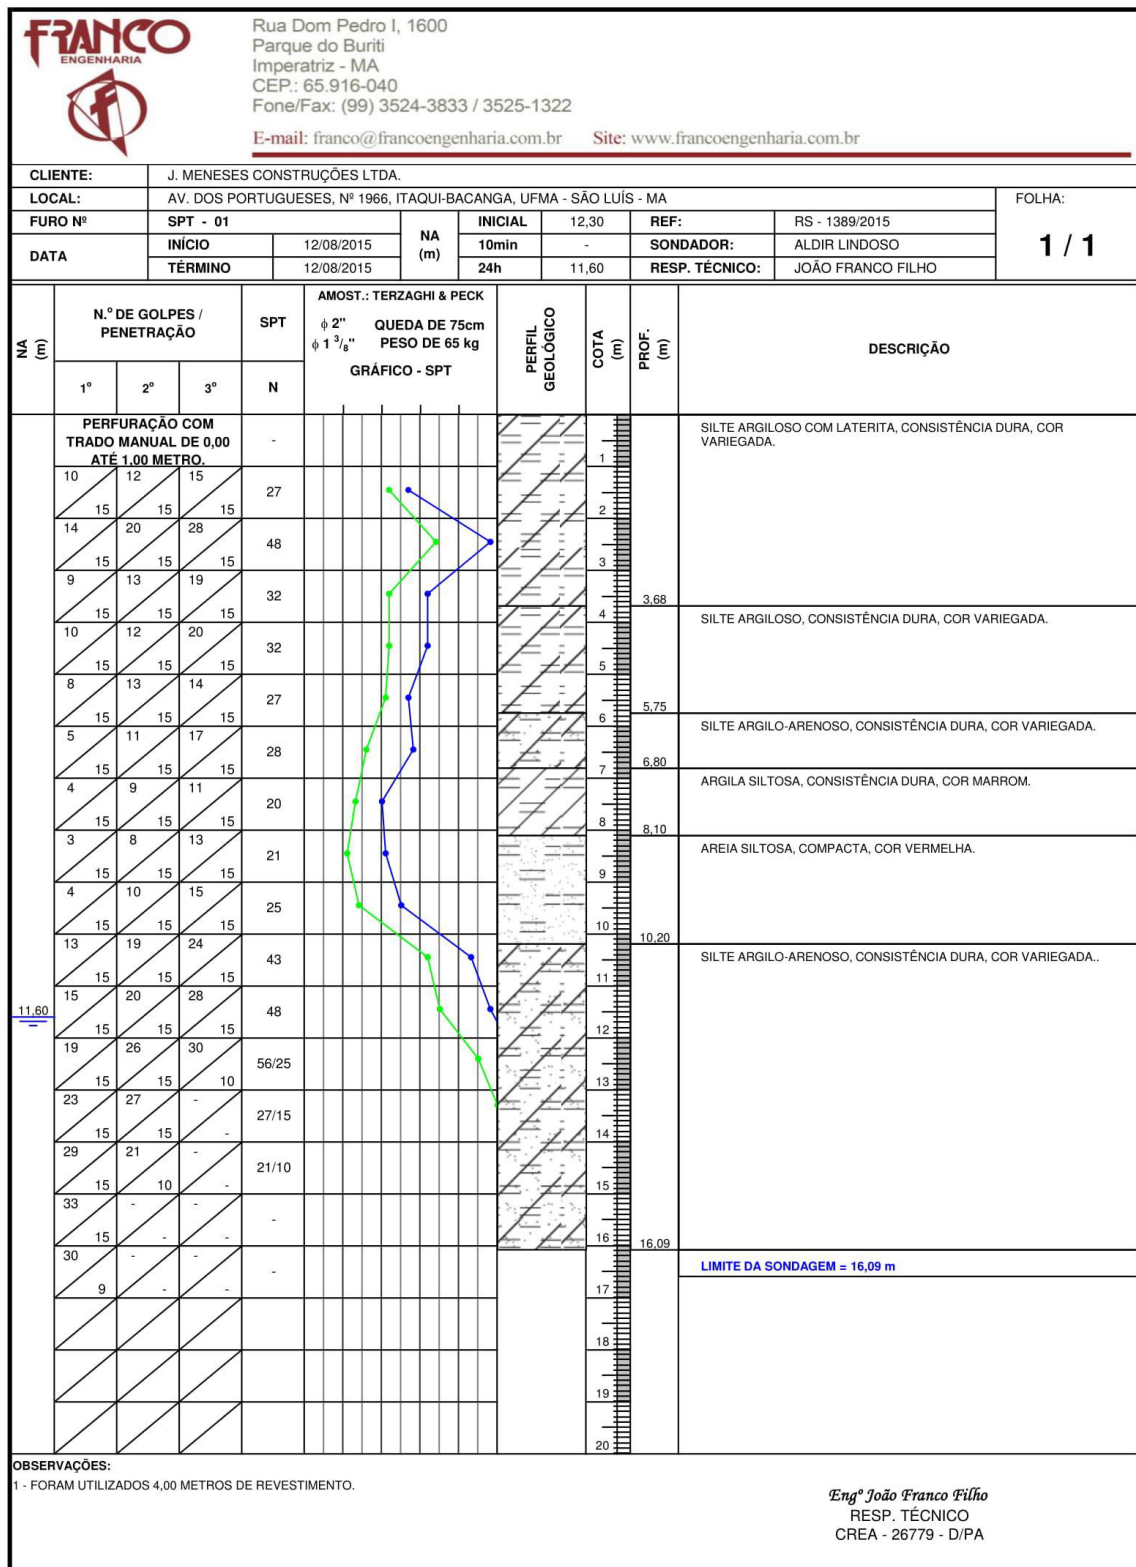 FRANCO
ENGENHARIA
Rua Dom Pedro I, 1600
Parque do Buriti
Imperatriz - MA
CEP.: 65.916-040
Fone/Fax: (99) 3524-3833 / 3525-1322
E-mail: franco@francoengenharia.com.br Site: www.francoengenharia.com.br
CLIENTE: J. MENESES CONSTRUÇÕES LTDA.
LOCAL: AV. DOS PORTUGUESES, Nº 1966, ITAQUI-BACANGA, UFMA - SÃO LUÍS - MA FOLHA:
FURO Nº SPT - 01 NA (m) INICIAL 12,30 REF: RS - 1389/2015 1 / 1
DATA INÍCIO 12/08/2015 10min - SONDADOR: ALDIR LINDOSO
TÉRMINO 12/08/2015 24h 11,60 RESP. TÉCNICO: JOÃO FRANCO FILHO
NA (m)
N.º DE GOLPES / PENETRAÇÃO
1º 2º 3º
SPT
N
AMOST.: TERZAGHI & PECK
ϕ 2" QUEDA DE 75cm
ϕ 1 3/8" PESO DE 65 kg
GRÁFICO - SPT
PERFIL GEOLÓGICO
COTA (m)
PROF. (m)
DESCRIÇÃO
PERFURAÇÃO COM
TRADO MANUAL DE 0,00
ATÉ 1,00 METRO.
-
SILTE ARGILOSO COM LATERITA, CONSISTÊNCIA DURA, COR
VARIEGADA.
1
10 12 15
27
15 15 15
2
14 20 28
48
15 15 15
3
9 13 19
32
15 15 15
3,68
4
SILTE ARGILOSO, CONSISTÊNCIA DURA, COR VARIEGADA.
10 12 20
32
15 15 15
5
8 13 14
27
15 15 15
5,75
6
SILTE ARGILO-ARENOSO, CONSISTÊNCIA DURA, COR VARIEGADA.
5 11 17
28
15 15 15
6,80
7
ARGILA SILTOSA, CONSISTÊNCIA DURA, COR MARROM.
4 9 11
20
15 15 15
8
8,10
3 8 13
AREIA SILTOSA, COMPACTA, COR VERMELHA.
21
15 15 15
9
4 10 15
25
15 15 15
10
10,20
13 19 24
SILTE ARGILO-ARENOSO, CONSISTÊNCIA DURA, COR VARIEGADA..
43
15 15 15
11
15 20 28
11,60
48
15 15 15
12
19 26 30
56/25
15 15 10
13
23 27 -
27/15
15 15 -
14
29 21 -
21/10
15 10 -
15
33 - -
-
15 - -
16
16,09
30 - -
LIMITE DA SONDAGEM = 16,09 m
-
9 - -
17
18
19
20
OBSERVAÇÕES:
1 - FORAM UTILIZADOS 4,00 METROS DE REVESTIMENTO.
Engº João Franco Filho
RESP. TÉCNICO
CREA - 26779 - D/PA